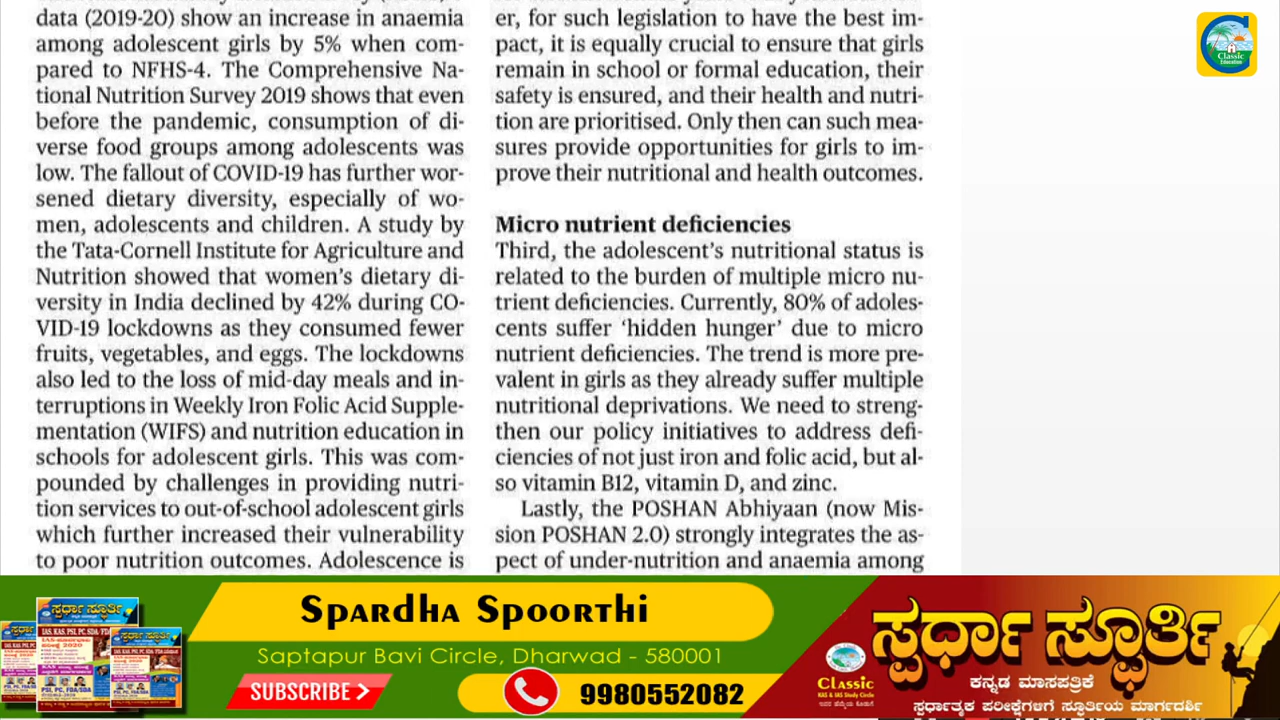 data (2019-20) show an increase in anaemia
among adolescent girls by 5% when com-
pared to NFHS-4. The Comprehensive Na-
tional Nutrition Survey 2019 shows that even
before the pandemic, consumption of di-
verse food groups among adolescents was
low. The fallout of COVID-19 has further wor-
sened dietary diversity, especially of wo-
men, adolescents and children. A study by
the Tata-Cornell Institute for Agriculture and
Nutrition showed that women's dietary di-
versity in India declined by 42% during CO-
VID-19 lockdowns as they consumed fewer
fruits, vegetables, and eggs. The lockdowns
also led to the loss of mid-day meals and in-
terruptions in Weekly Iron Folic Acid Supple-
mentation (WIFS) and nutrition education in
schools for adolescent girls. This was com-
pounded by challenges in providing nutri-
tion services to out-of-school adolescent girls
which further increased their vulnerability
to poor nutrition outcomes. Adolescence is
er, for such legislation to have the best im-
pact, it is equally crucial to ensure that girls
remain in school or formal education, their
safety is ensured, and their health and nutri-
tion are prioritised. Only then can such mea-
sures provide opportunities for girls to im-
prove their nutritional and health outcomes.
Micro nutrient deficiencies
Third, the adolescent's nutritional status is
related to the burden of multiple micro nu-
trient deficiencies. Currently, 80% of adoles-
cents suffer 'hidden hunger' due to micro
nutrient deficiencies. The trend is more pre-
valent in girls as they already suffer multiple
nutritional deprivations. We need to streng-
then our policy initiatives to address defi-
ciencies of not just iron and folic acid, but al-
so vitamin B12, vitamin D, and zinc.
Lastly, the POSHAN Abhiyaan (now Mis-
sion POSHAN 2.0) strongly integrates the as-
pect of under-nutrition and anaemia among
Classic
Education
Spardha Spoorthi
Saptapur Bavi Circle, Dharwad - 580001
SUBSCRIBE
9980552082
ಸ್ಪರ್ಧಾ ಸ್ಫೂರ್ತಿ
PSI, PC, FDA/SDA
Classic
KAS & IAS Study Circle
ಸ್ಪರ್ಧಾ ಸ್ಫೂರ್ತಿ
ಕನ್ನಡ ಮಾಸಪತ್ರಿಕೆ
ಸ್ಪರ್ಧಾತ್ಮಕ ಪರೀಕ್ಷೆಗಳಿಗೆ ಸ್ಫೂರ್ತಿಯ ಮಾರ್ಗದರ್ಶಿ